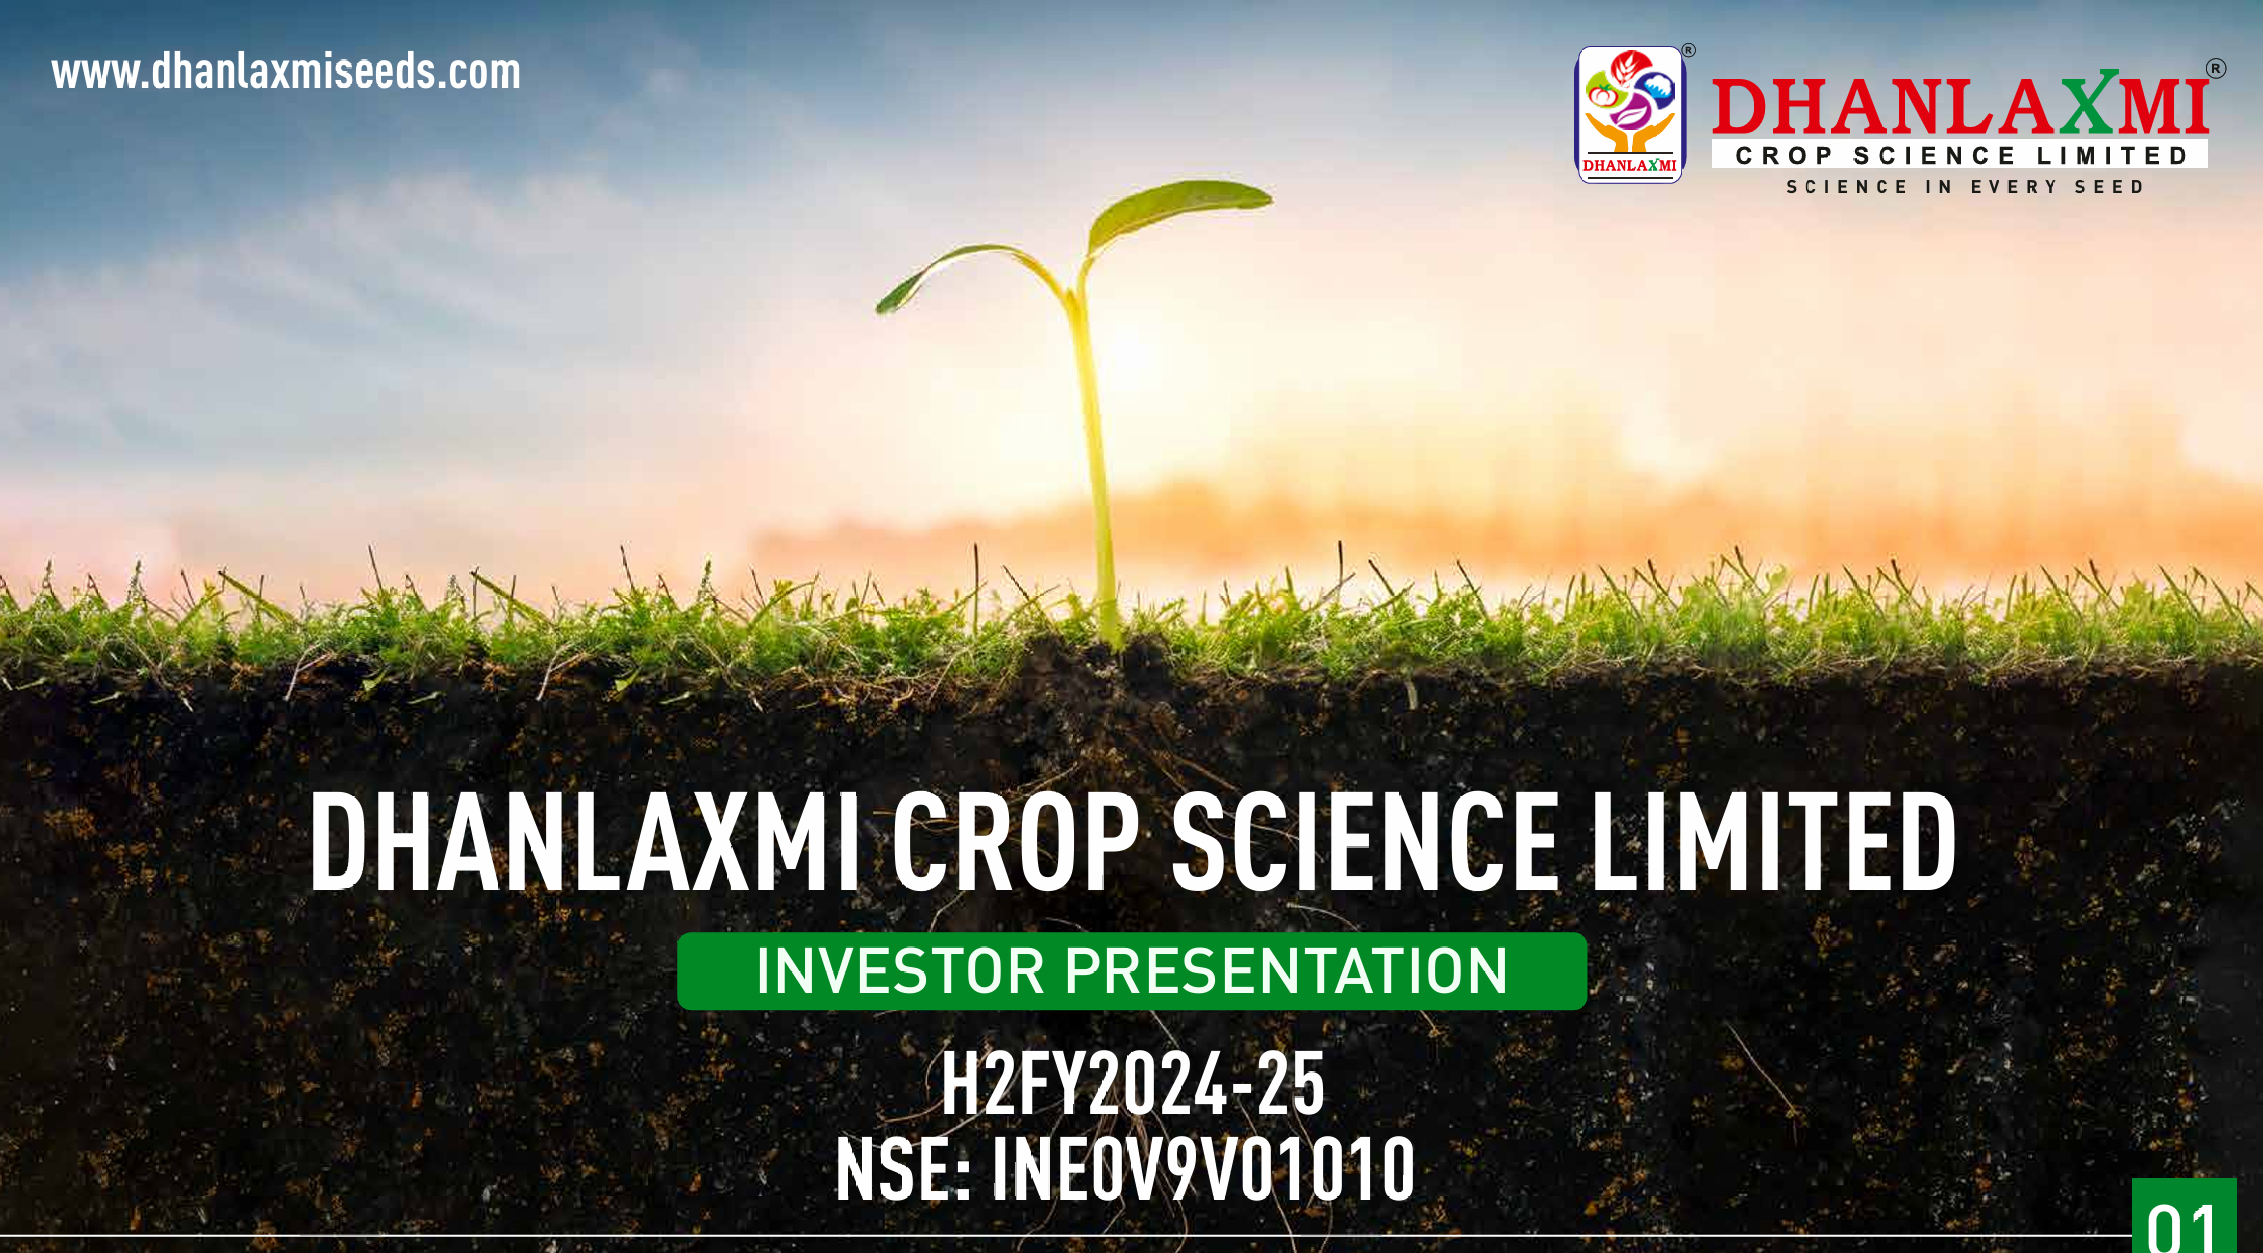 www.dhanlaxmiseeds.com
DHANLAXMI
DHANLAXMI
CROP SCIENCE LIMITED
SCIENCE IN EVERY SEED
DHANLAXMI CROP SCIENCE LIMITED
INVESTOR PRESENTATION
H2FY2024-25
NSE: INE0V9V01010
01